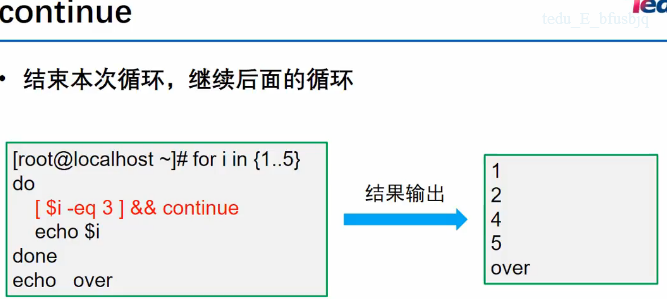 continue
tedu_E_bfusbjq
• 结束本次循环，继续后面的循环
[root@localhost ~]# for i in {1..5}
do
[ $i -eq 3 ] && continue
echo $i
done
echo over
结果输出
1
2
4
5
over